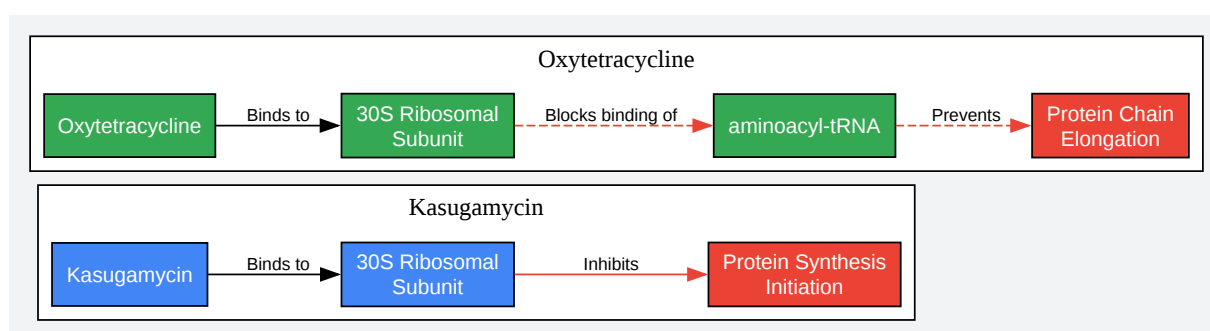 Oxytetracycline
Oxytetracycline
Binds to
30S Ribosomal
Subunit
Blocks binding of
aminoacyl-tRNA
Prevents
Protein Chain
Elongation
Kasugamycin
Kasugamycin
Binds to
30S Ribosomal
Subunit
Inhibits
Protein Synthesis
Initiation